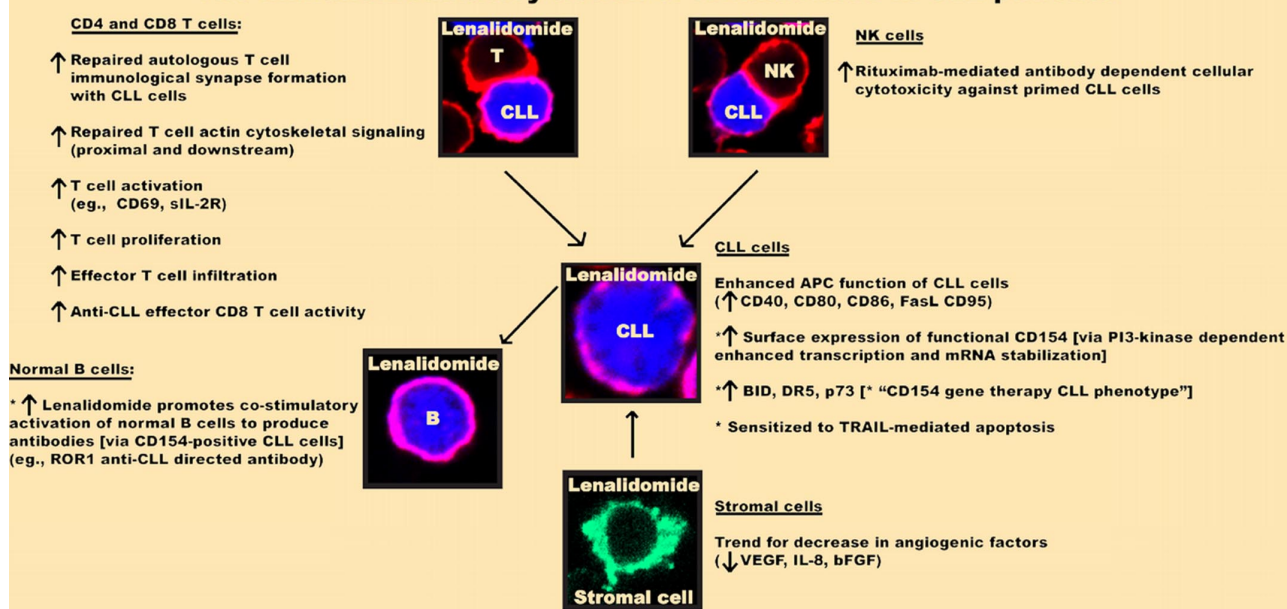 CD4 and CD8 T cells:
↑ Repaired autologous T cell
immunological synapse formation
with CLL cells
↑ Repaired T cell actin cytoskeletal signaling
(proximal and downstream)
↑ T cell activation
(eg., CD69, sIL-2R)
↑ T cell proliferation
↑ Effector T cell infiltration
↑ Anti-CLL effector CD8 T cell activity
Lenalidomide
T
CLL
Lenalidomide
NK
CLL
NK cells
↑ Rituximab-mediated antibody dependent cellular
cytotoxicity against primed CLL cells
Lenalidomide
CLL
CLL cells
Enhanced APC function of CLL cells
(↑CD40, CD80, CD86, FasL CD95)
*↑ Surface expression of functional CD154 [via PI3-kinase dependent
enhanced transcription and mRNA stabilization]
*↑ BID, DR5, p73 [* “CD154 gene therapy CLL phenotype”]
* Sensitized to TRAIL-mediated apoptosis
Normal B cells:
* ↑ Lenalidomide promotes co-stimulatory
activation of normal B cells to produce
antibodies [via CD154-positive CLL cells]
(eg., ROR1 anti-CLL directed antibody)
Lenalidomide
B
Lenalidomide
Stromal cell
Stromal cells
Trend for decrease in angiogenic factors
(↓VEGF, IL-8, bFGF)